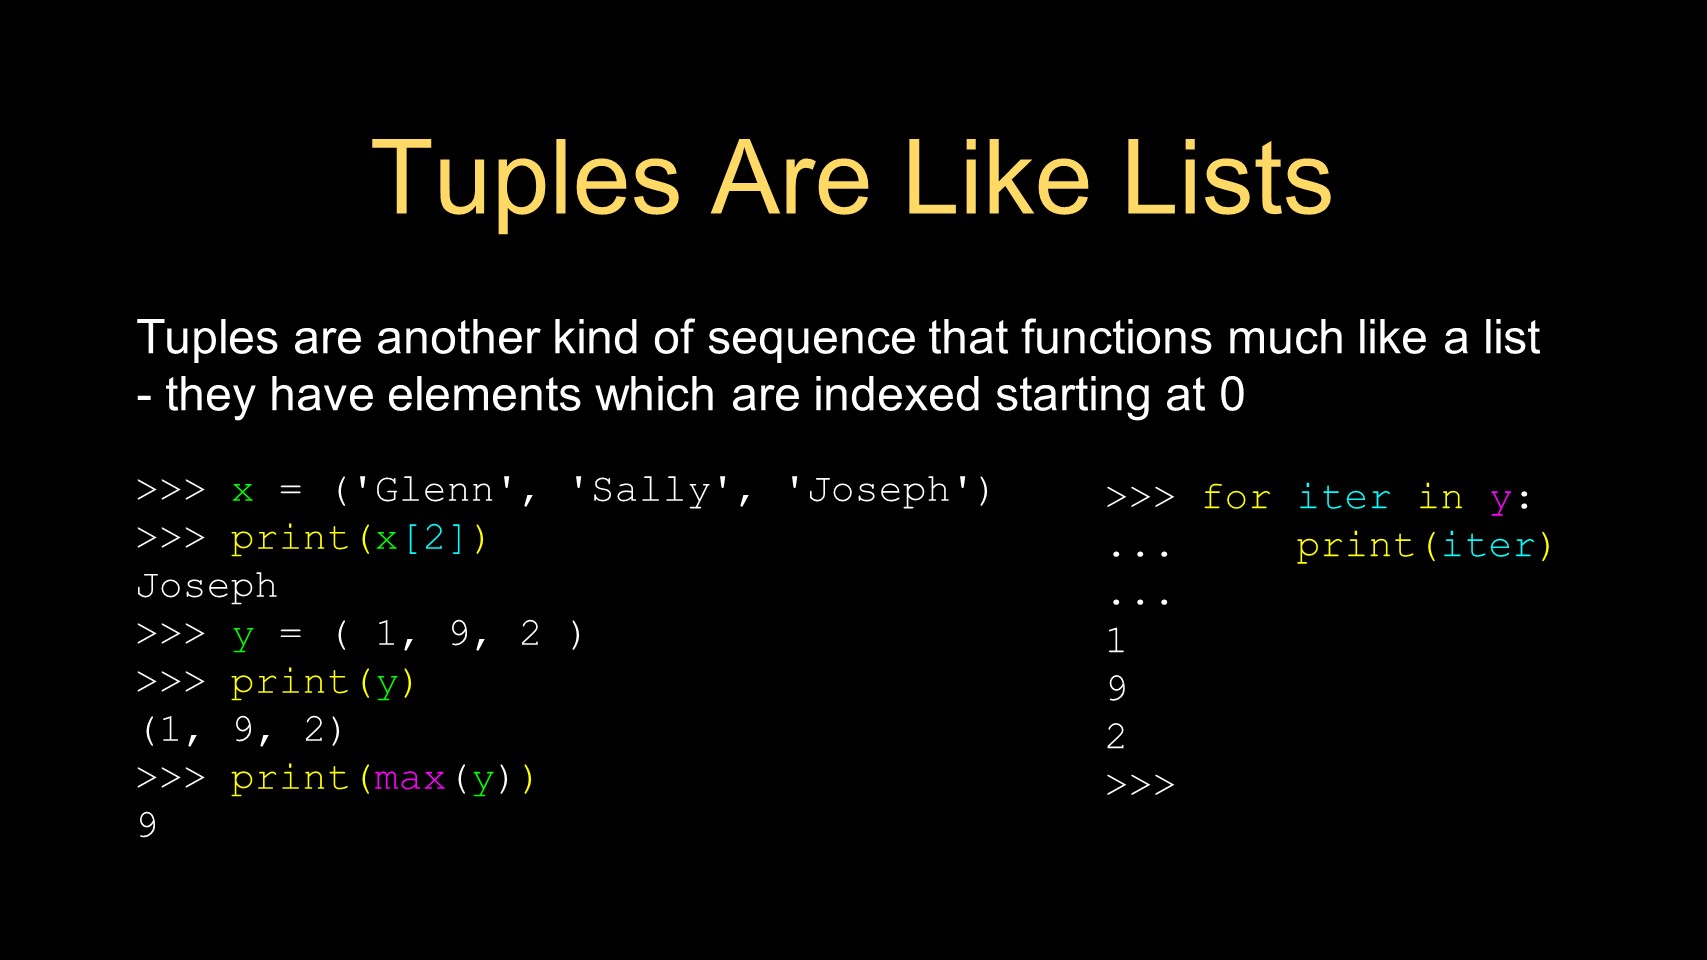 Tuples Are Like Lists
Tuples are another kind of sequence that functions much like a list
- they have elements which are indexed starting at 0
>>> x = ('Glenn', 'Sally', 'Joseph')
>>> print(x[2])
Joseph
>>> y = ( 1, 9, 2 )
>>> print(y)
(1, 9, 2)
>>> print(max(y))
9
>>> for iter in y:
...     print(iter)
...
1
9
2
>>>